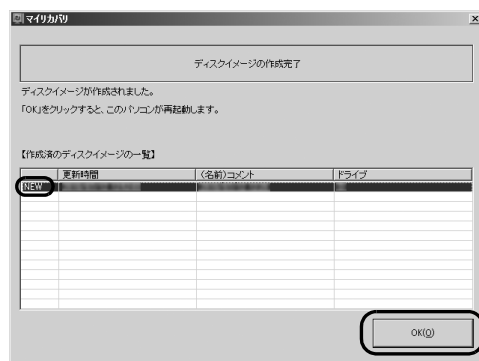 マイリカバリ
ディスクイメージの作成完了
ディスクイメージが作成されました。
「OK」をクリックすると、このパソコンが再起動します。
【作成済のディスクイメージの一覧】
更新時間 (名前)コメント ドライブ
NEW
OK(O)